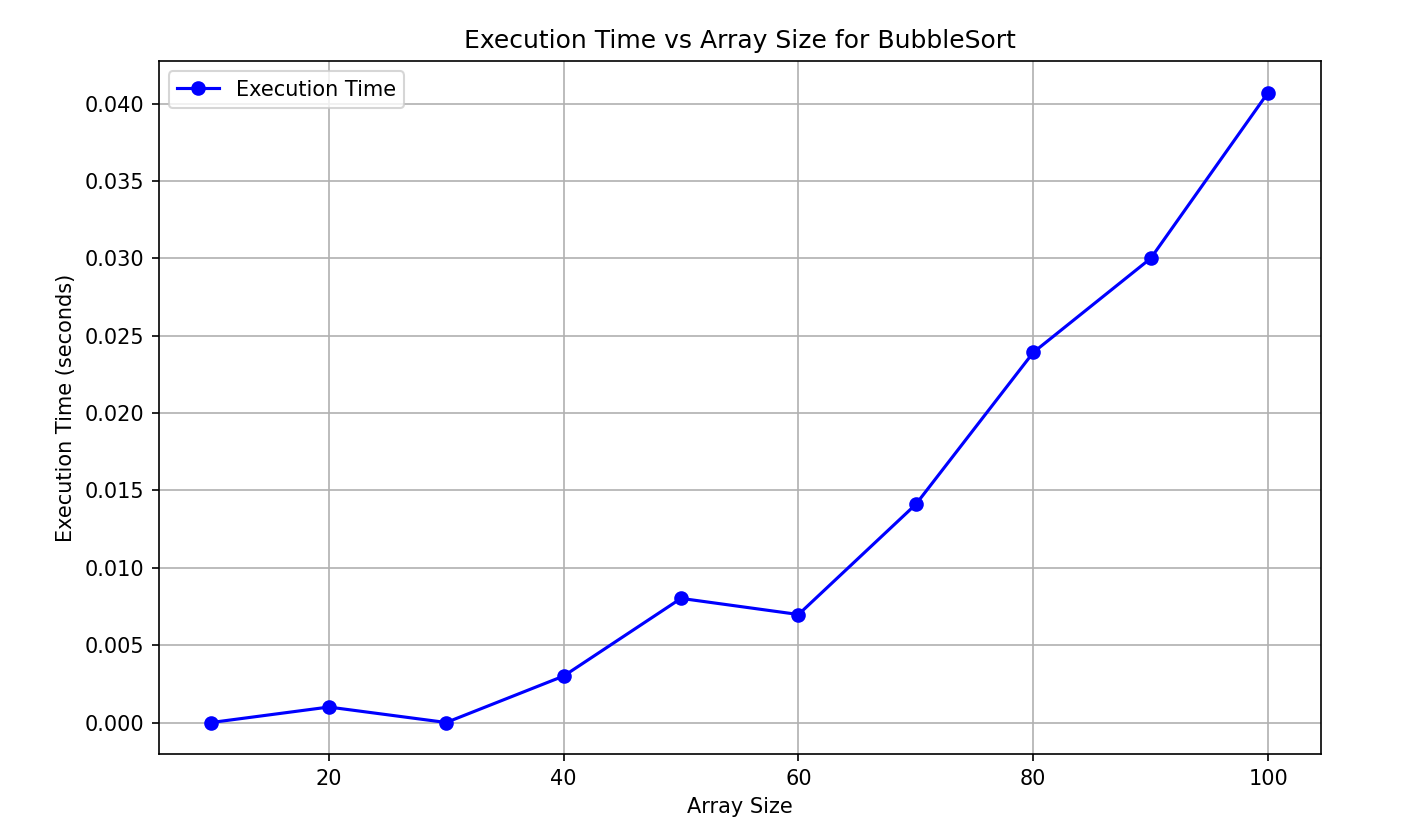 Execution Time vs Array Size for BubbleSort
Execution Time
0.040
0.035
0.030
0.025
0.020
0.015
0.010
0.005
0.000
Execution Time (seconds)
20 40 60 80 100
Array Size